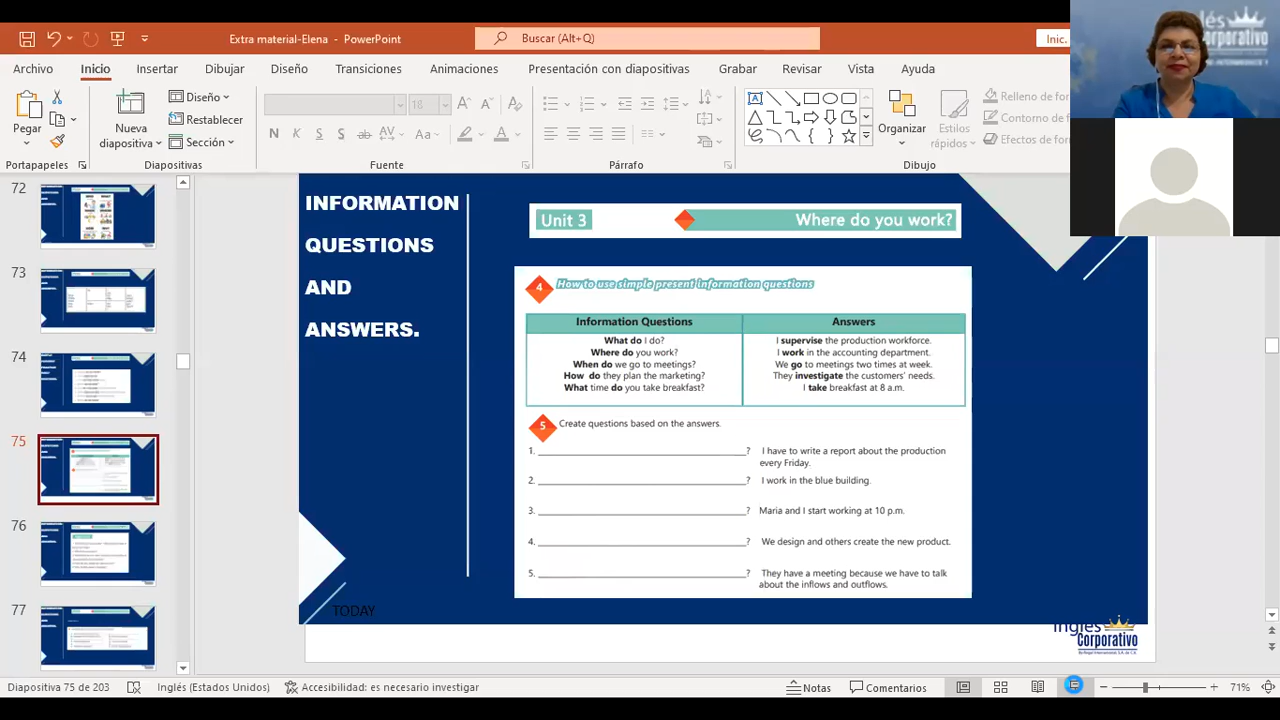 Extra material-Elena - PowerPoint
Buscar (Alt+Q)
Inic.
Archivo Inicio Insertar Dibujar Diseño Transiciones Animaciones Presentación con diapositivas Grabar Revisar Vista Ayuda
Pegar
Nueva diapositiva
Diseño
Restablecer
Sección
18
N K S S ab AV Aa A
Organizar
Estilos rápidos
Relleno de for
Contorno de f
Efectos de for
Portapapeles Diapositivas Fuente Párrafo Dibujo
72
73
74
75
76
77
INFORMATION
QUESTIONS
AND
ANSWERS.
Unit 3 Where do you work?
4 How to use simple present information questions
Information Questions Answers
What do I do? I supervise the production workforce.
Where do you work? I work in the accounting department.
When do we go to meetings? We go to meetings two times at week.
How do they plan the marketing? They investigate the customers' needs.
What time do you take breakfast? I take breakfast at 8 a.m.
5 Create questions based on the answers.
1. ? I have to write a report about the production
every Friday.
2. ? I work in the blue building.
3. ? Maria and I start working at 10 p.m.
4. ? We design and others create the new product.
5. ? They have a meeting because we have to talk
about the inflows and outflows.
TODAY
Inglés
Corporativo
Diapositiva 75 de 203 Inglés (Estados Unidos) Accesibilidad: es necesario investigar Notas Comentarios 71%